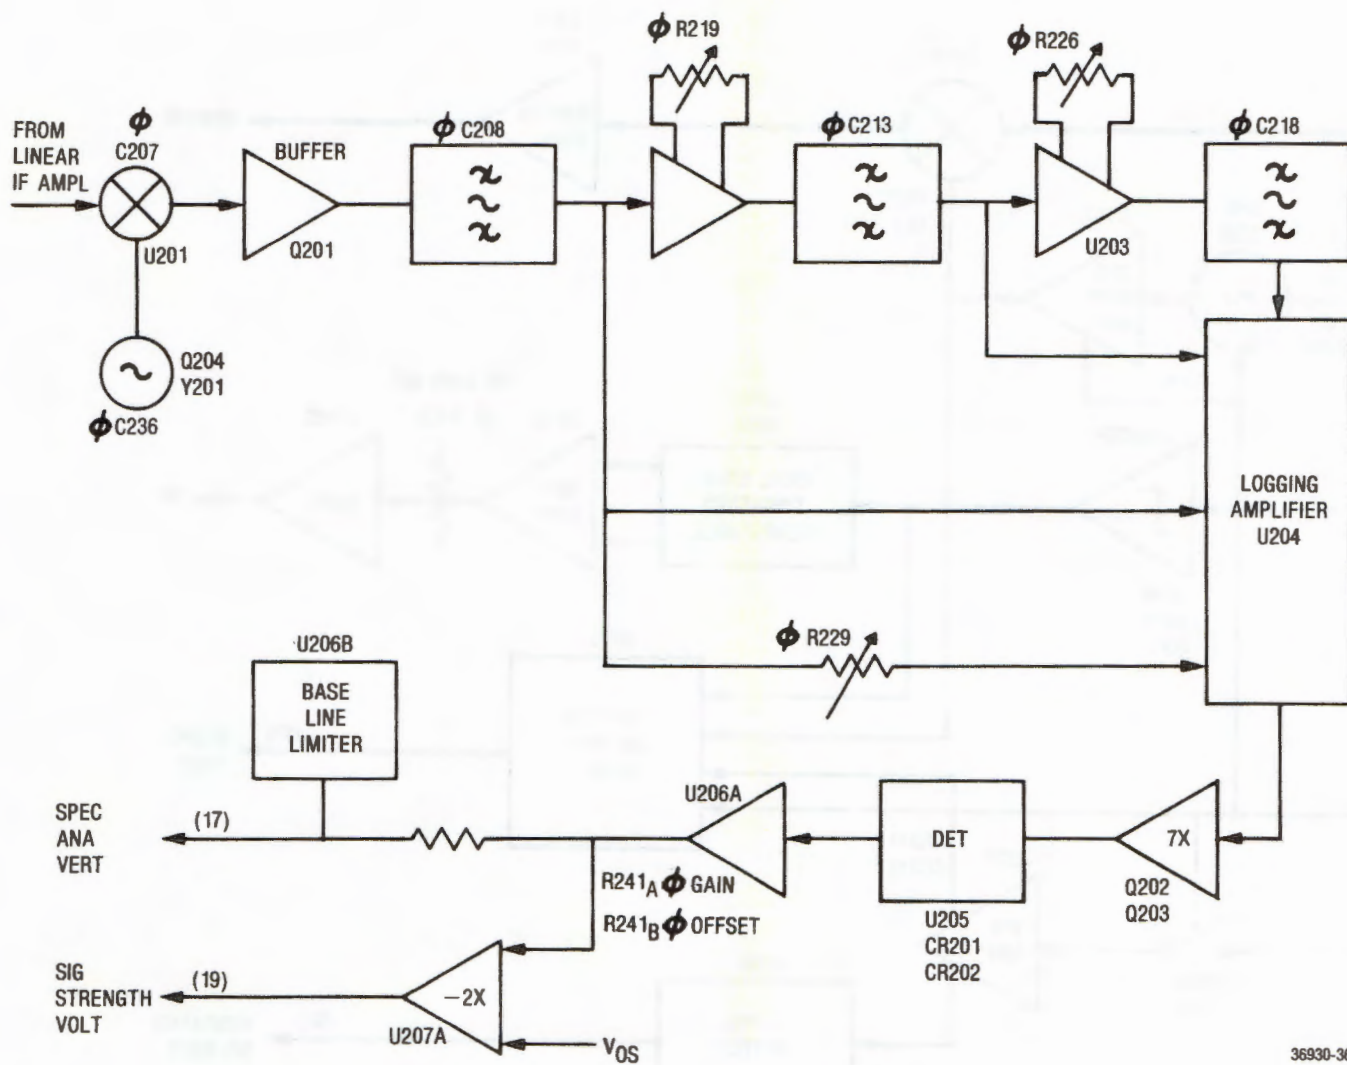 ϕ R219
ϕ R226
FROM
LINEAR
IF AMPL
ϕ
C207
U201
BUFFER
Q201
ϕ C208
ϕ C213
U203
ϕ C218
Q204
Y201
ϕ C236
LOGGING
AMPLIFIER
U204
ϕ R229
U206B
BASE
LINE
LIMITER
SPEC
ANA
VERT
(17)
U206A
DET
U205
CR201
CR202
7X
Q202
Q203
R241A ϕ GAIN
R241B ϕ OFFSET
SIG
STRENGTH
VOLT
(19)
−2X
U207A
VOS